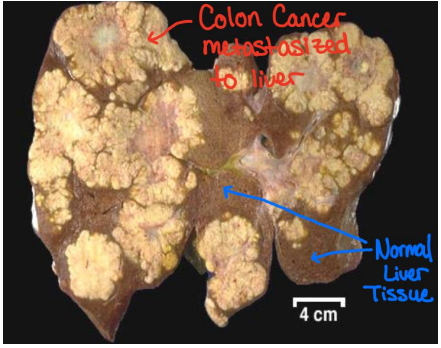 Colon Cancer
metastasized
to liver
Normal
Liver
Tissue
4 cm